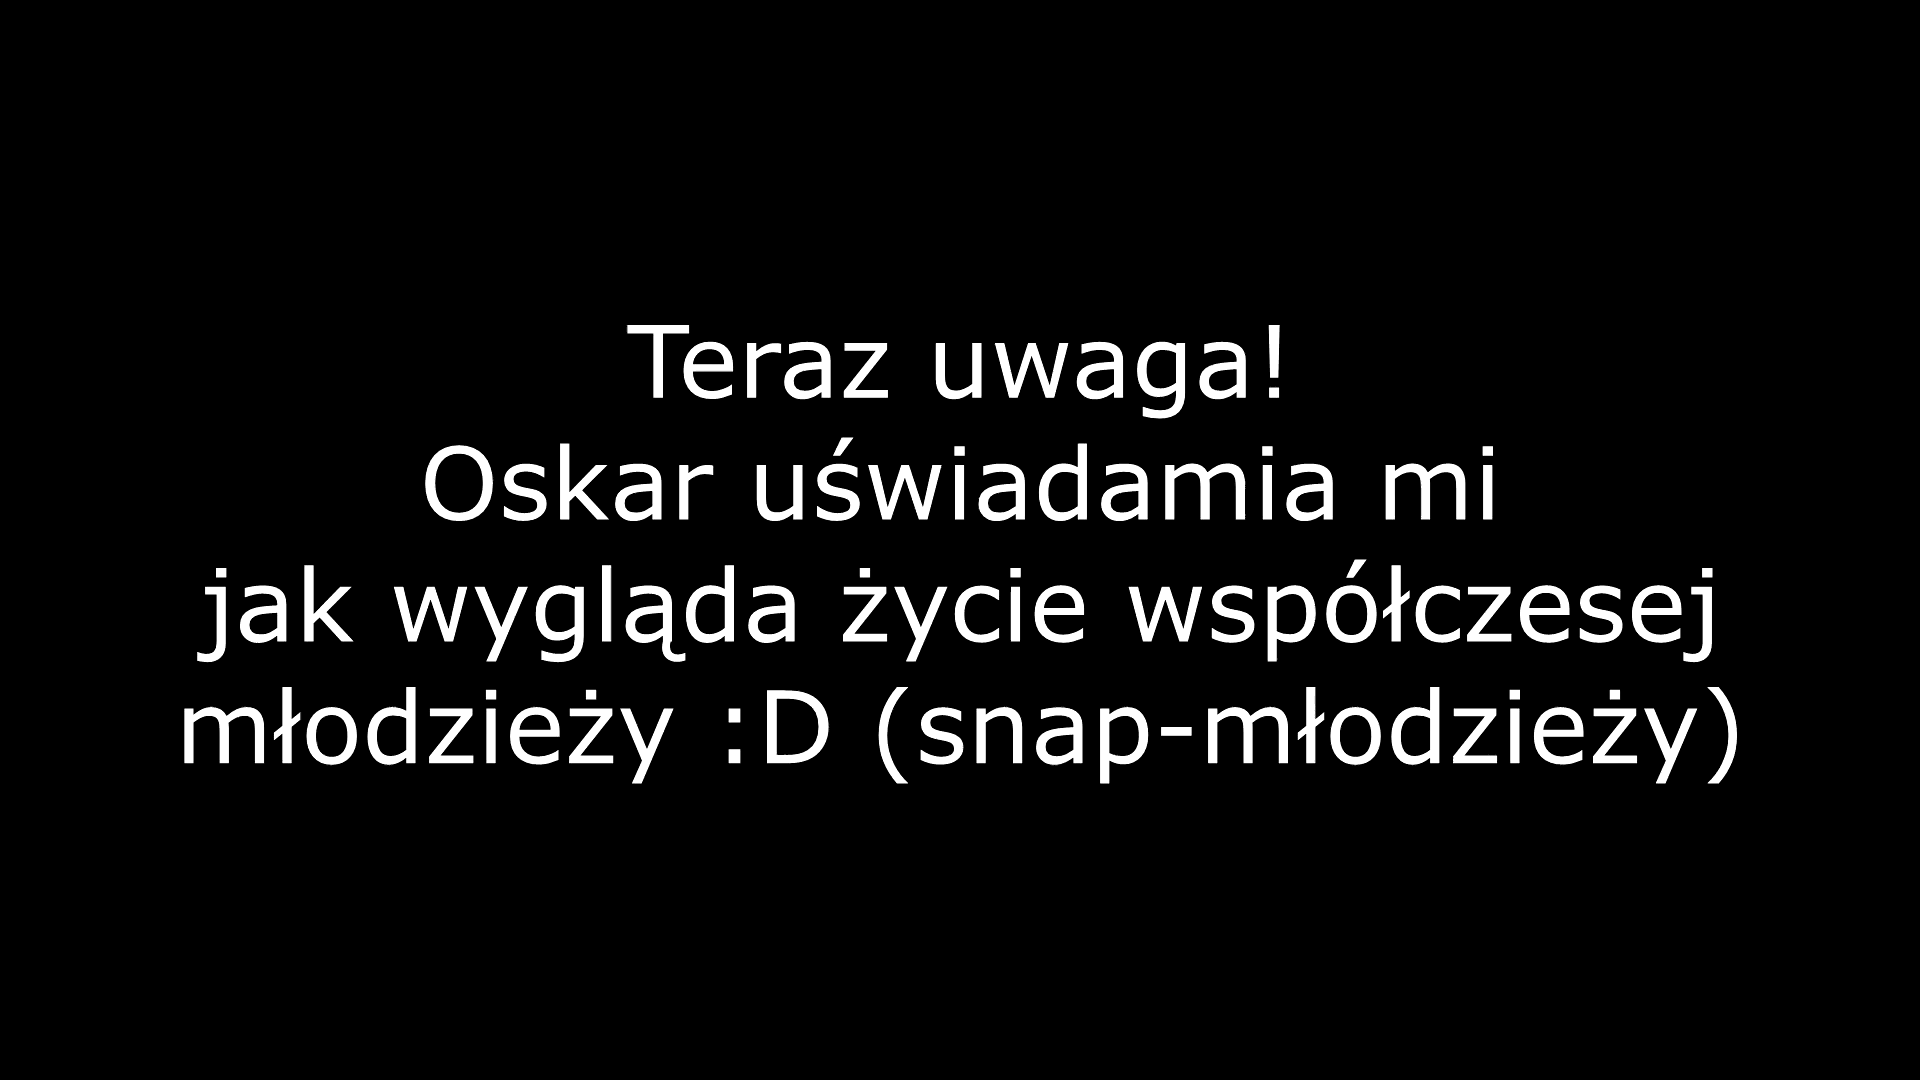 Teraz uwaga!
Oskar uświadamia mi
jak wygląda życie współczesej
młodzieży :D (snap-młodzieży)